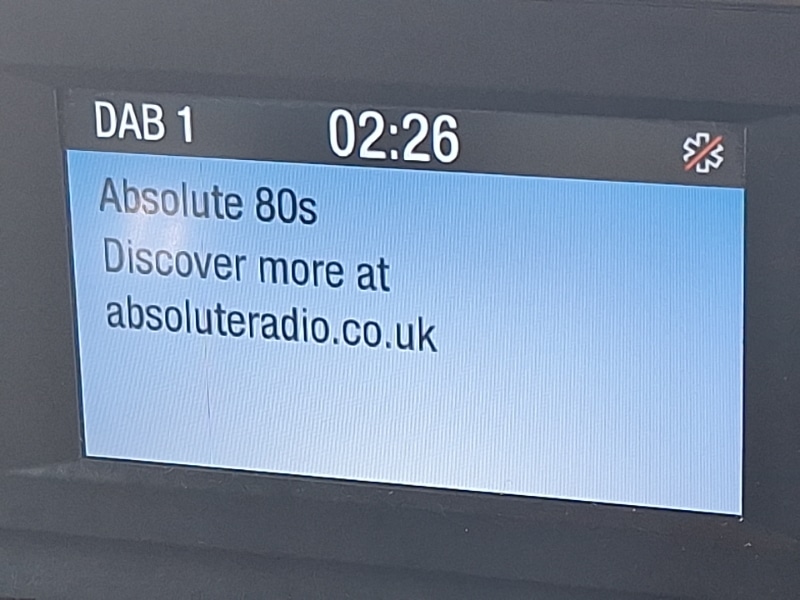 DAB 1 02:26
Absolute 80s
Discover more at
absoluteradio.co.uk